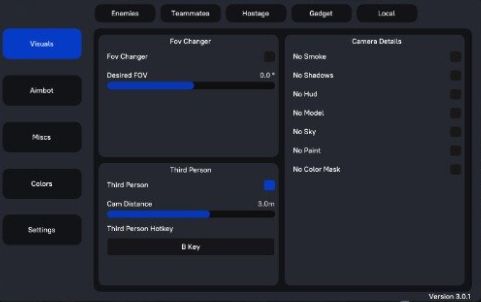 Enemies Teammates Hostage Gadget Local
Visuals
Aimbot
Miscs
Colors
Settings
Fov Changer
Fov Changer
Desired FOV 0.0 °
Third Person
Third Person
Cam Distance 3.0m
Third Person Hotkey
B Key
Camera Details
No Smoke
No Shadows
No Hud
No Model
No Sky
No Paint
No Color Mask
Version 3.0.1